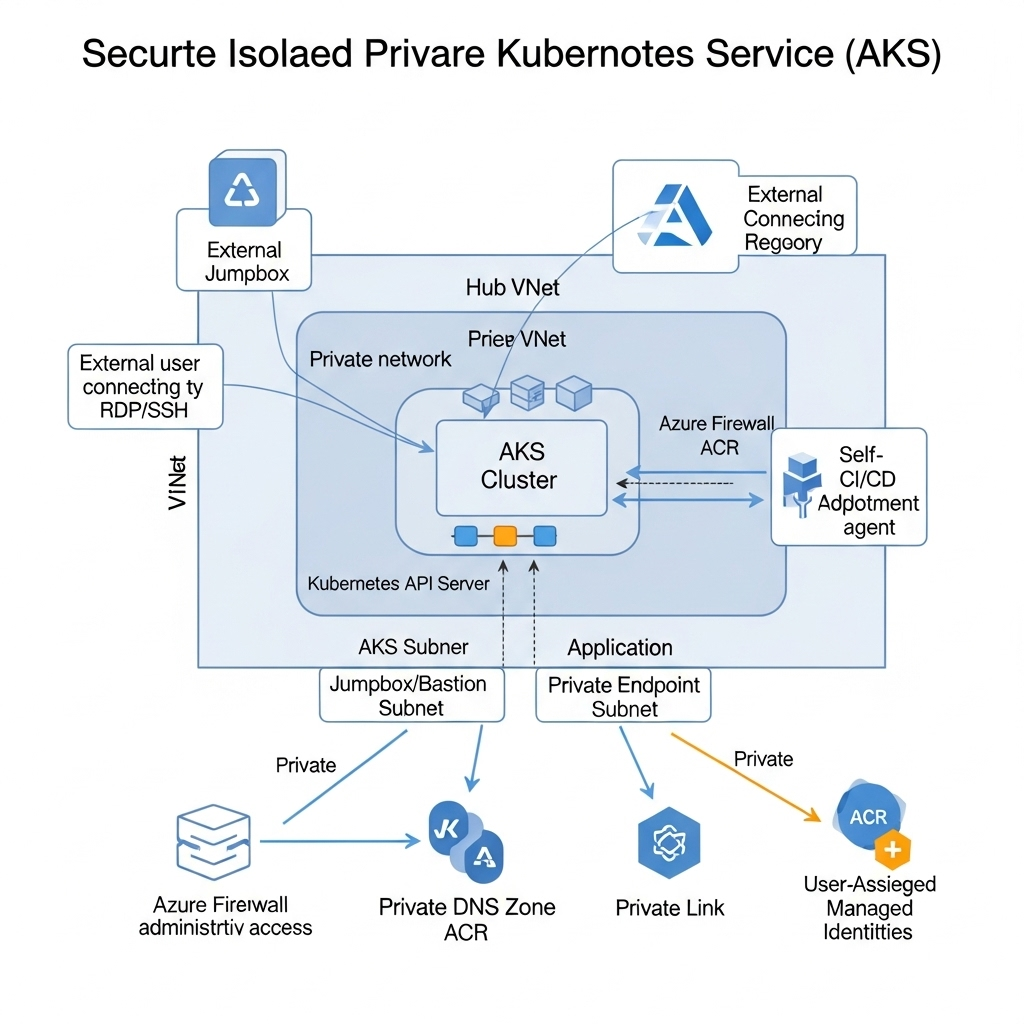 Securte Isolaed Privare Kubernotes Service (AKS)
External
Jumpbox
External
Connecing
Regoory
Hub VNet
Prier VNet
Private network
External user
connecting ty
RDP/SSH
VNet
AKS
Cluster
Azure Firewall
ACR
Self-
CI/CD
Adpotment
agent
Kubernetes API Server
AKS Subner
Application
Jumpbox/Bastion
Subnet
Private Endpoint
Subnet
Private
Private
ACR
Azure Firewall
administrtiv access
Private DNS Zone
ACR
Private Link
User-Assieged
Managed
Identities